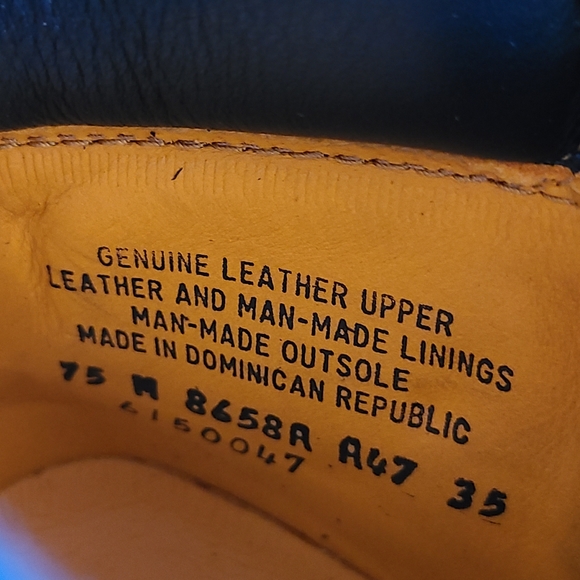 GENUINE LEATHER UPPER
LEATHER AND MAN-MADE LININGS
MAN-MADE OUTSOLE
MADE IN DOMINICAN REPUBLIC
75 M 8658A A47 35
6150047